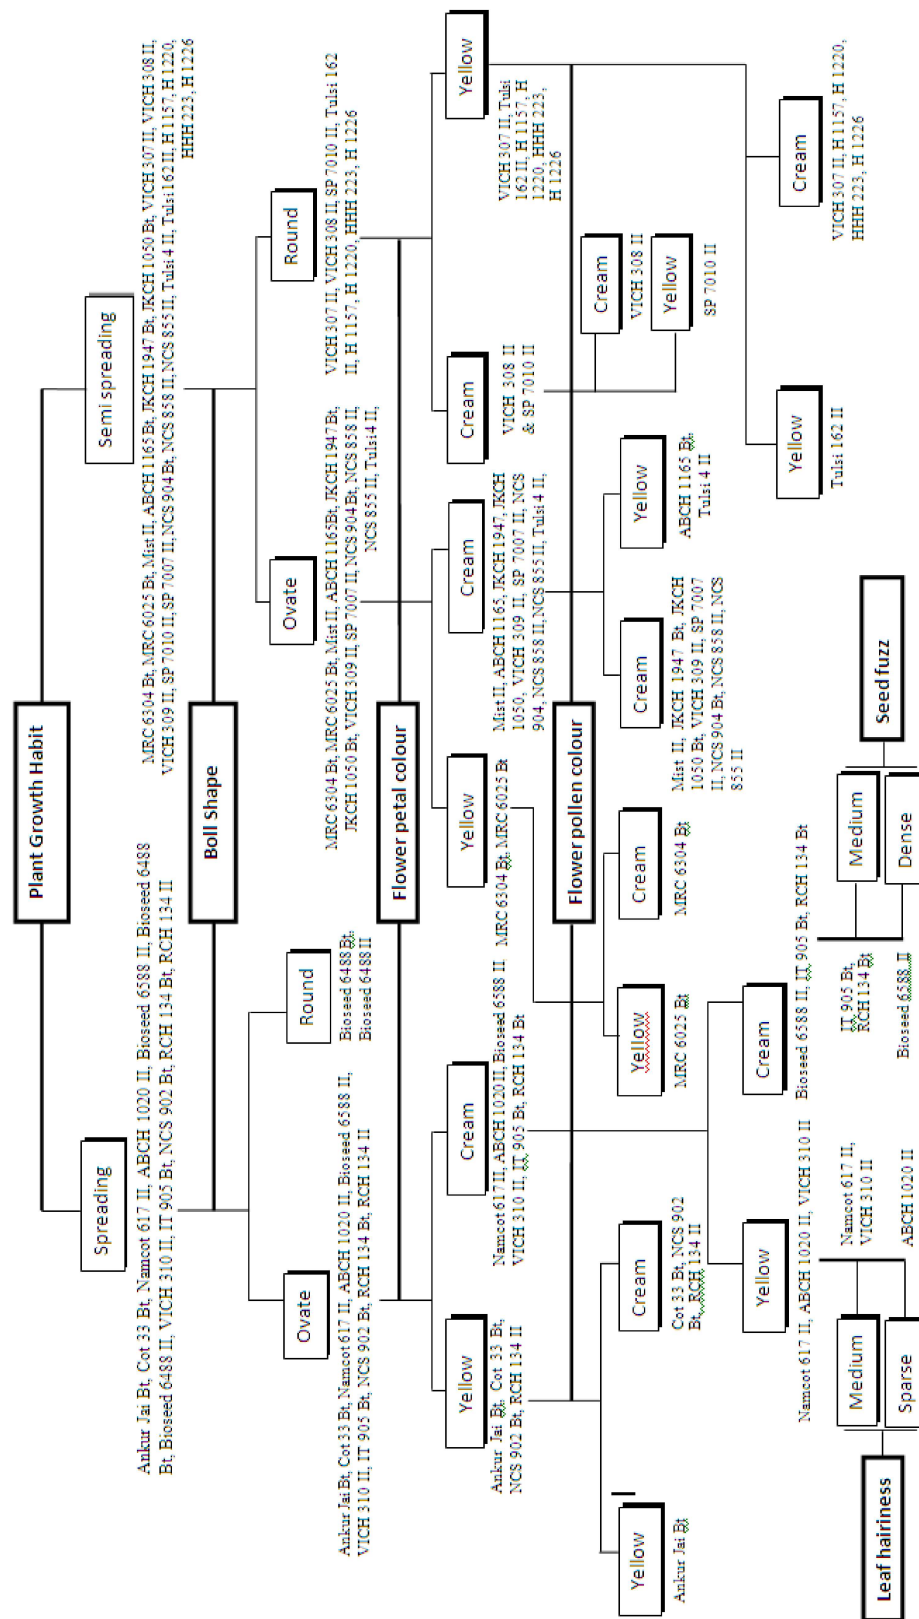 Plant Growth Habit
Spreading
Semi spreading
Ankur Jai Bt, Cot 33 Bt, Namcot 617 II, ABCH 1020 II, Bioseed 6588 II, Bioseed 6488
Bt, Bioseed 6488 II, VICH 310 II, IT 905 Bt, NCS 902 Bt, RCH 134 Bt, RCH 134 II
MRC 6304 Bt, MRC 6025 Bt, Mist II, ABCH 1165 Bt, JKCH 1947 Bt, JKCH 1050 Bt, VICH 307 II, VICH 308 II,
VICH 309 II, SP 7010 II, SP 7007 II, NCS 904 Bt, NCS 858 II, NCS 855 II, Tulsi 4 II, Tulsi 162 II, H 1157, H 1220,
HHH 223, H 1226
Boll Shape
Ovate
Round
Ovate
Round
Ankur Jai Bt, Cot 33 Bt, Namcot 617 II, ABCH 1020 II, Bioseed 6588 II,
VICH 310 II, IT 905 Bt, NCS 902 Bt, RCH 134 Bt, RCH 134 II
Bioseed 6488 Bt,
Bioseed 6488 II
MRC 6304 Bt, MRC 6025 Bt, Mist II, ABCH 1165Bt, JKCH 1947 Bt,
JKCH 1050 Bt, VICH 309 II, SP 7007 II, NCS 904 Bt, NCS 858 II,
NCS 855 II, Tulsi4 II,
VICH 307 II, VICH 308 II, SP 7010 II, Tulsi 162
II, H 1157, H 1220, HHH 223, H 1226
Flower petal colour
Yellow
Cream
Yellow
Cream
Cream
Yellow
Ankur Jai Bt, Cot 33 Bt,
NCS 902 Bt, RCH 134 II
Namcot 617 II, ABCH 1020 II, Bioseed 6588 II,
VICH 310 II, IT 905 Bt, RCH 134 Bt
MRC 6304 Bt, MRC 6025 Bt
Mist II, ABCH 1165, JKCH 1947, JKCH
1050, VICH 309 II, SP 7007 II, NCS
904, NCS 858 II, NCS 855 II, Tulsi 4 II,
VICH 308 II
& SP 7010 II
VICH 307 II, Tulsi
162 II, H 1157, H
1220, HHH 223,
H 1226
Flower pollen colour
Yellow
Cream
Yellow
Cream
Cream
Yellow
Cream
VICH 308 II
Yellow
SP 7010 II
Ankur Jai Bt
Cot 33 Bt, NCS 902
Bt, RCH 134 II
MRC 6025 Bt
MRC 6304 Bt
Mist II, JKCH 1947 Bt, JKCH
1050 Bt, VICH 309 II, SP 7007
II, NCS 904 Bt, NCS 858 II, NCS
855 II
ABCH 1165 Bt,
Tulsi 4 II
Yellow
Cream
Yellow
Cream
Namcot 617 II, ABCH 1020 II, VICH 310 II
Bioseed 6588 II, IT 905 Bt, RCH 134 Bt
Tulsi 162 II
VICH 307 II, H 1157, H 1220,
HHH 223, H 1226
Leaf hairiness
Medium
Namcot 617 II,
VICH 310 II
Sparse
ABCH 1020 II
IT 905 Bt,
RCH 134 Bt
Medium
Bioseed 6588 II
Dense
Seed fuzz